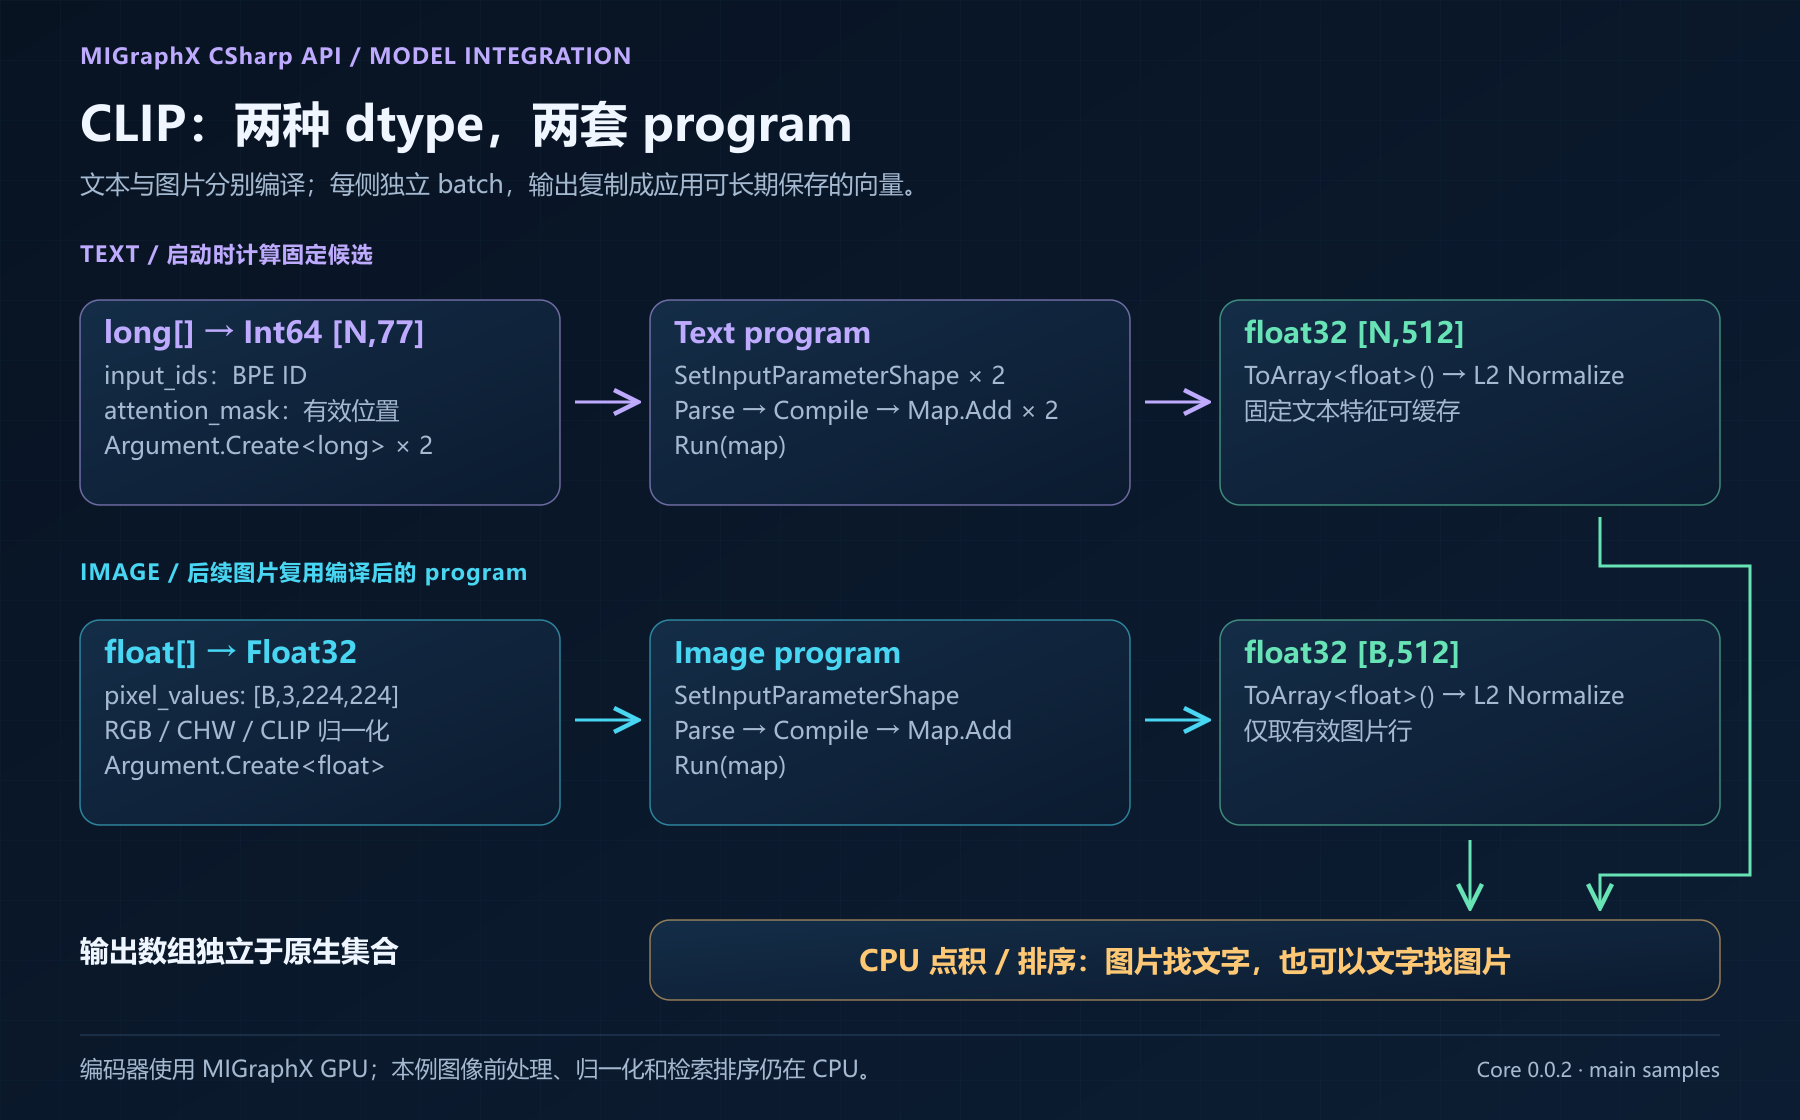 MIGraphX CSharp API / MODEL INTEGRATION
CLIP：两种 dtype，两套 program
文本与图片分别编译；每侧独立 batch，输出复制成应用可长期保存的向量。
TEXT / 启动时计算固定候选
long[] → Int64 [N,77]
input_ids：BPE ID
attention_mask：有效位置
Argument.Create<long> × 2
Text program
SetInputParameterShape × 2
Parse → Compile → Map.Add × 2
Run(map)
float32 [N,512]
ToArray<float>() → L2 Normalize
固定文本特征可缓存
IMAGE / 后续图片复用编译后的 program
float[] → Float32
pixel_values: [B,3,224,224]
RGB / CHW / CLIP 归一化
Argument.Create<float>
Image program
SetInputParameterShape
Parse → Compile → Map.Add
Run(map)
float32 [B,512]
ToArray<float>() → L2 Normalize
仅取有效图片行
输出数组独立于原生集合
CPU 点积 / 排序：图片找文字，也可以文字找图片
编码器使用 MIGraphX GPU；本例图像前处理、归一化和检索排序仍在 CPU。
Core 0.0.2 · main samples